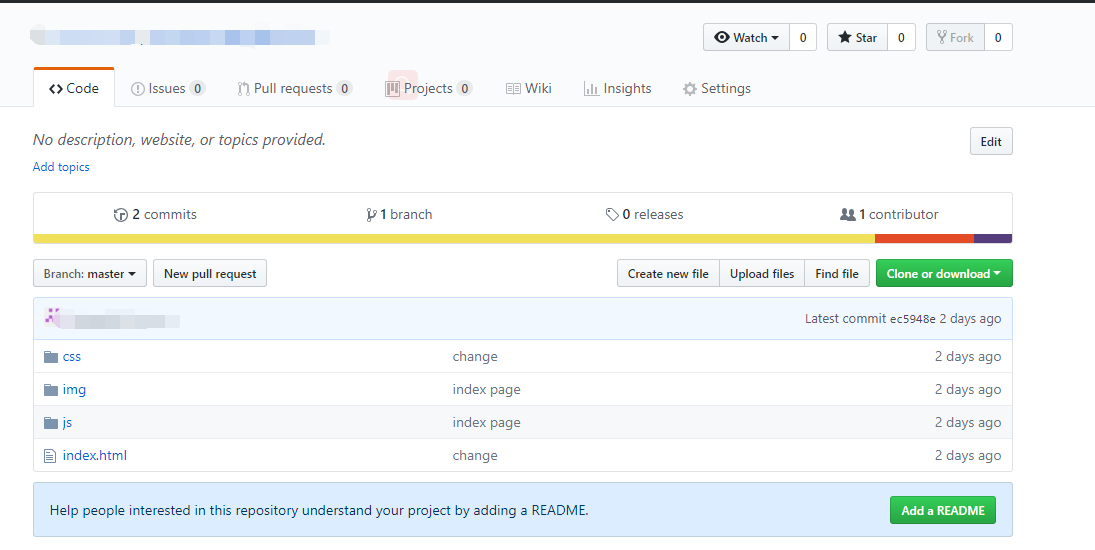 Watch 0 Star 0 Fork 0
Code Issues 0 Pull requests 0 Projects 0 Wiki Insights Settings
No description, website, or topics provided. Edit
Add topics
2 commits 1 branch 0 releases 1 contributor
Branch: master New pull request Create new file Upload files Find file Clone or download
Latest commit ec5948e 2 days ago
css change 2 days ago
img index page 2 days ago
js index page 2 days ago
index.html change 2 days ago
Help people interested in this repository understand your project by adding a README. Add a README